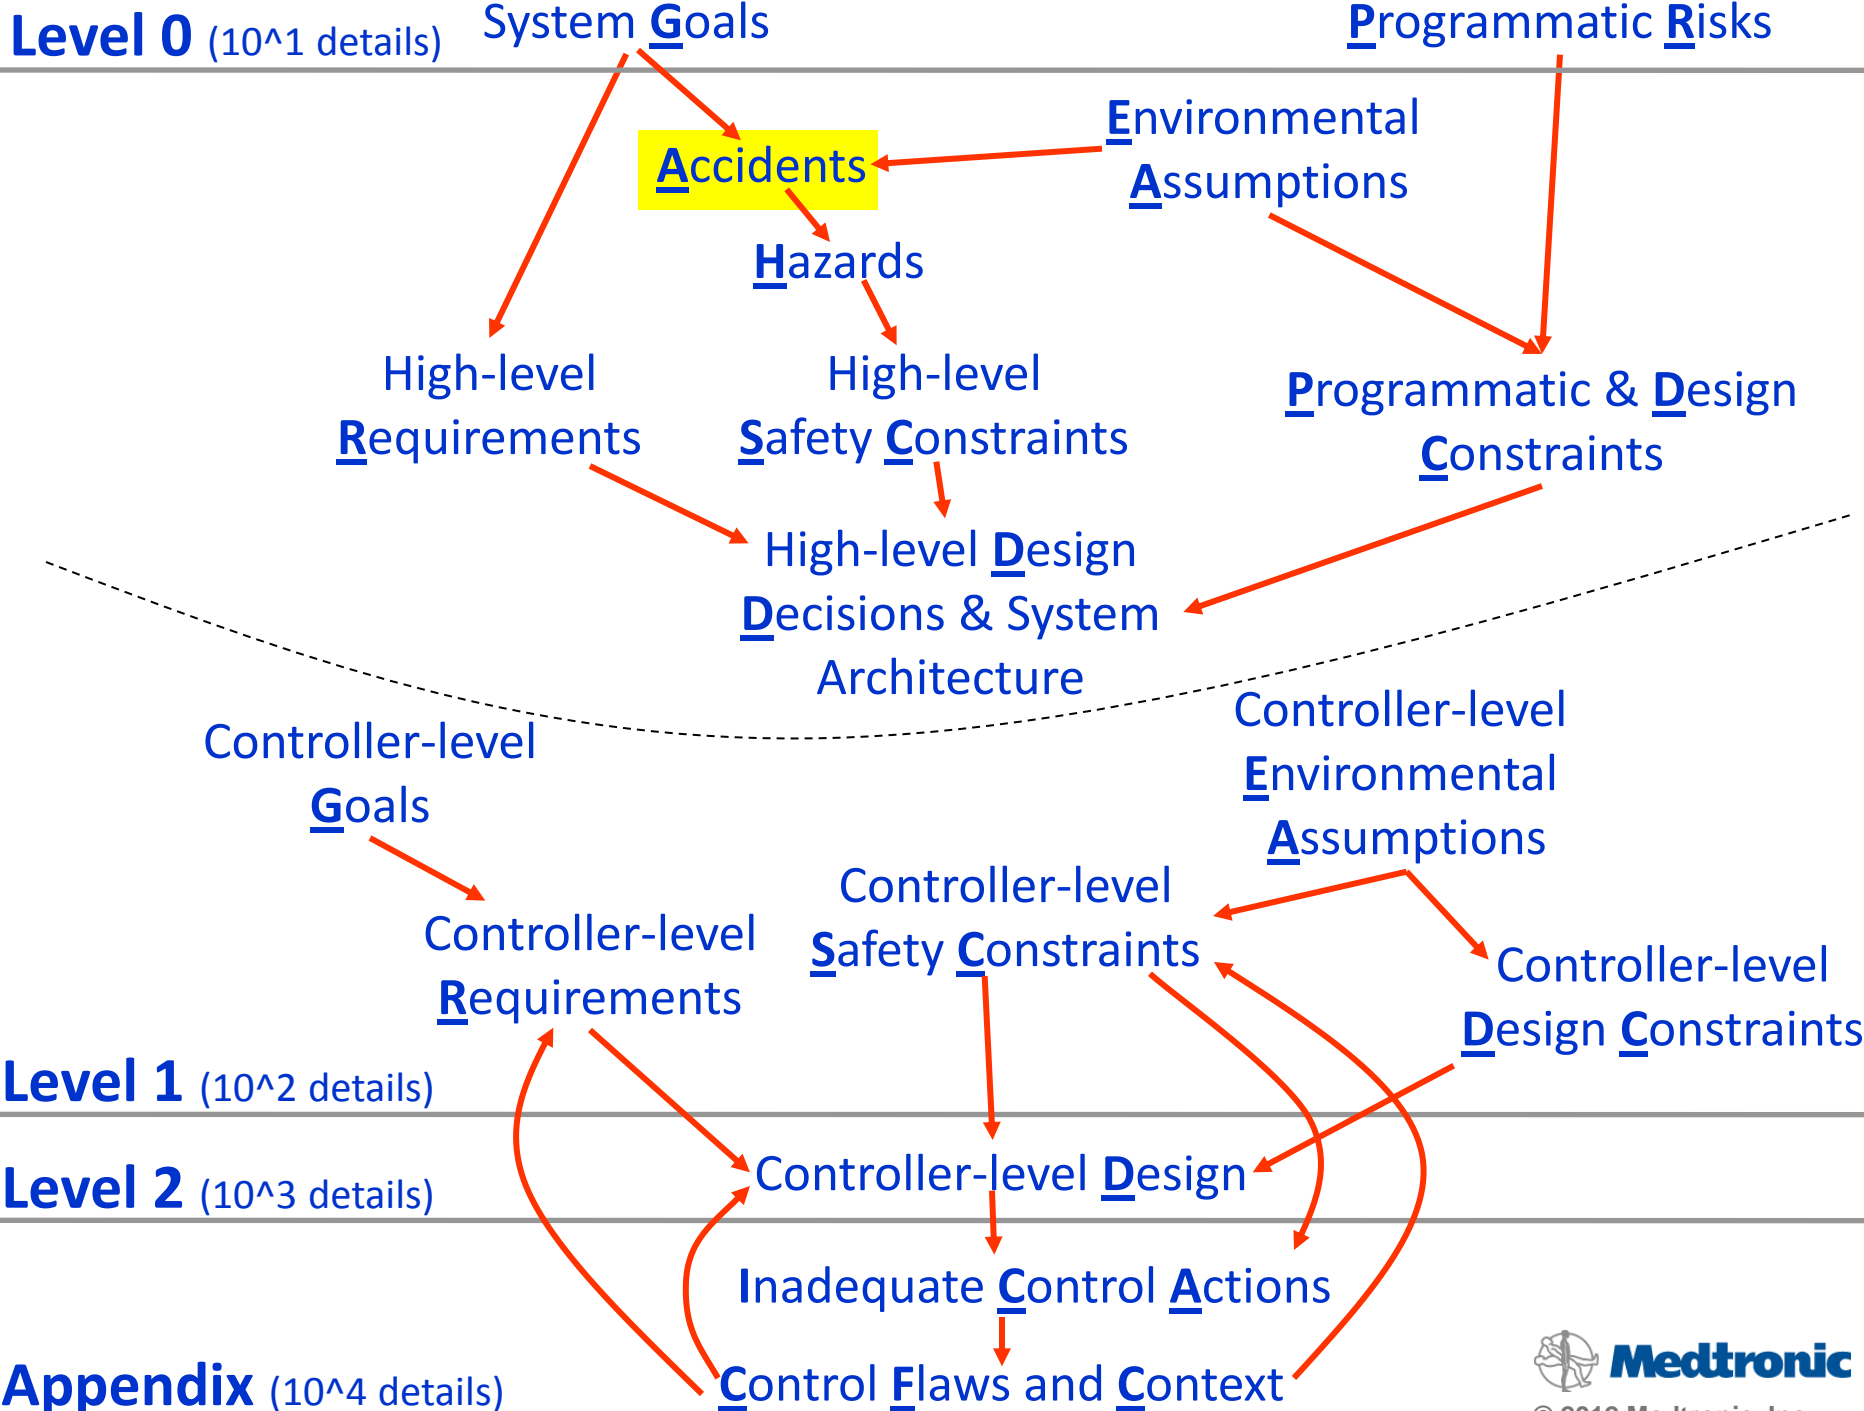 Level 0 (10^1 details)
System Goals
Programmatic Risks
Environmental
Assumptions
Accidents
Hazards
High-level
Requirements
High-level
Safety Constraints
Programmatic & Design
Constraints
High-level Design
Decisions & System
Architecture
Controller-level
Goals
Controller-level
Environmental
Assumptions
Controller-level
Requirements
Controller-level
Safety Constraints
Controller-level
Design Constraints
Level 1 (10^2 details)
Level 2 (10^3 details)
Controller-level Design
Inadequate Control Actions
Appendix (10^4 details)
Control Flaws and Context
Medtronic